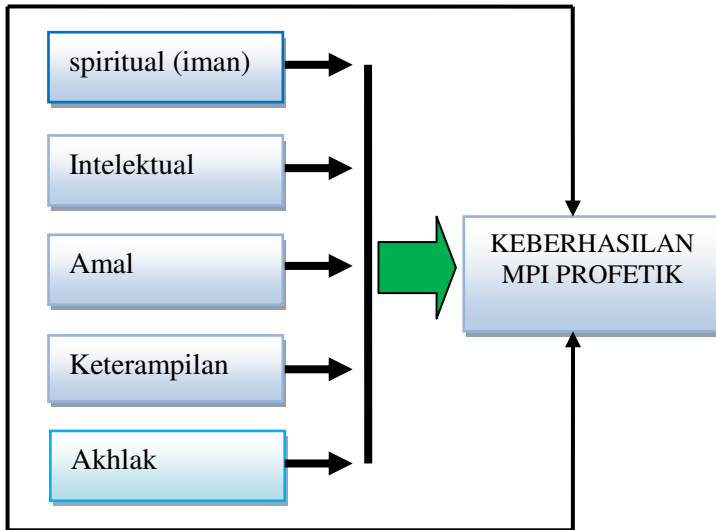 spiritual (iman)
Intelektual
Amal
Keterampilan
Akhlak
KEBERHASILAN
MPI PROFETIK